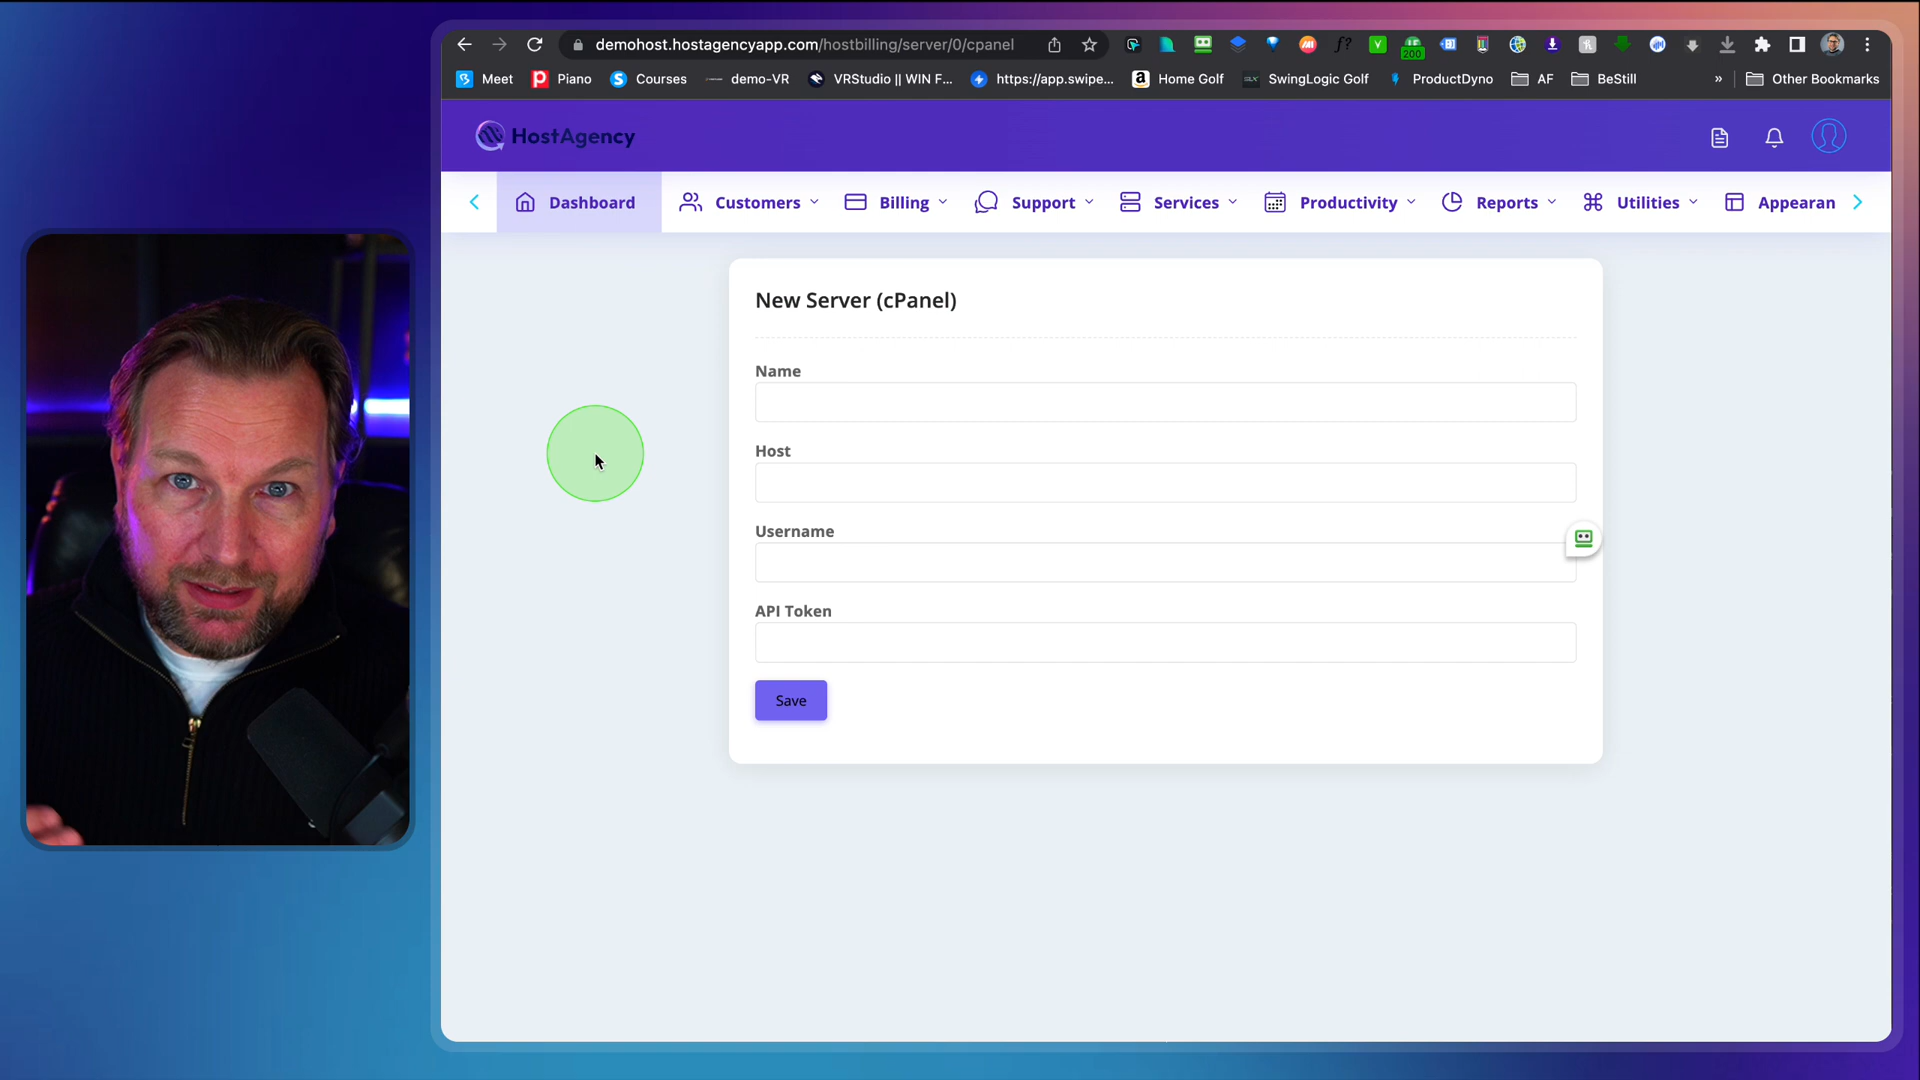 demohost.hostagencyapp.com/hostbilling/server/0/cpanel
f?
V
200
Meet
Piano
Courses
demo-VR
VRStudio || WIN F...
https://app.swipe...
Home Golf
SwingLogic Golf
ProductDyno
AF
BeStill
»
Other Bookmarks
HostAgency
Dashboard
Customers
Billing
Support
Services
Productivity
Reports
Utilities
Appearan
New Server (cPanel)
Name
Host
Username
API Token
Save